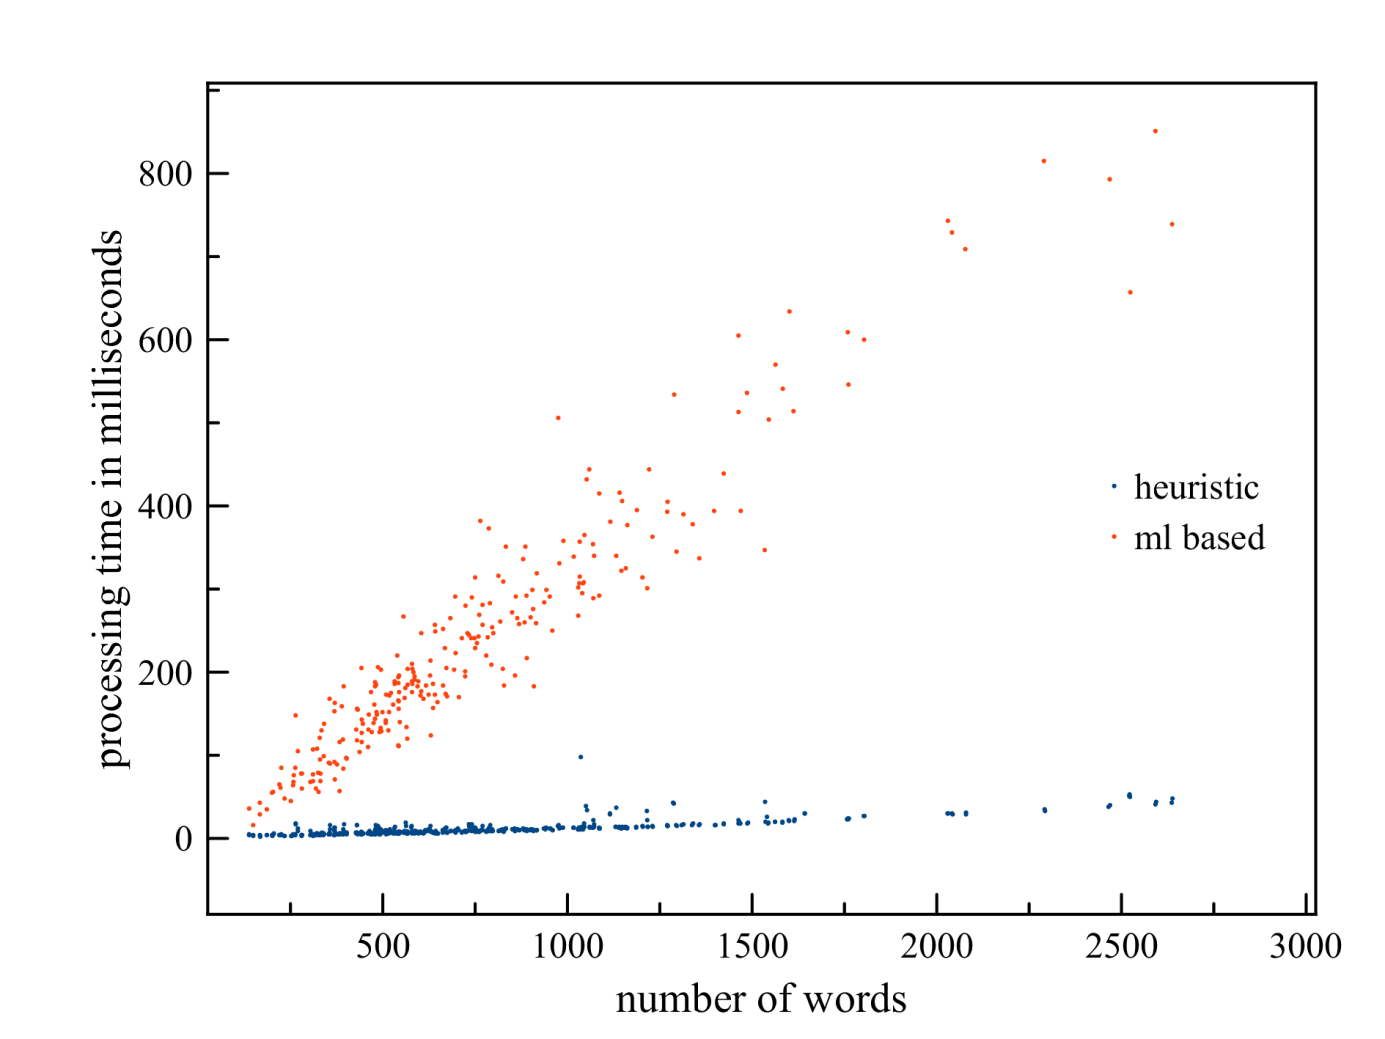 processing time in milliseconds
800
600
400
200
0
heuristic
ml based
500 1000 1500 2000 2500 3000
number of words